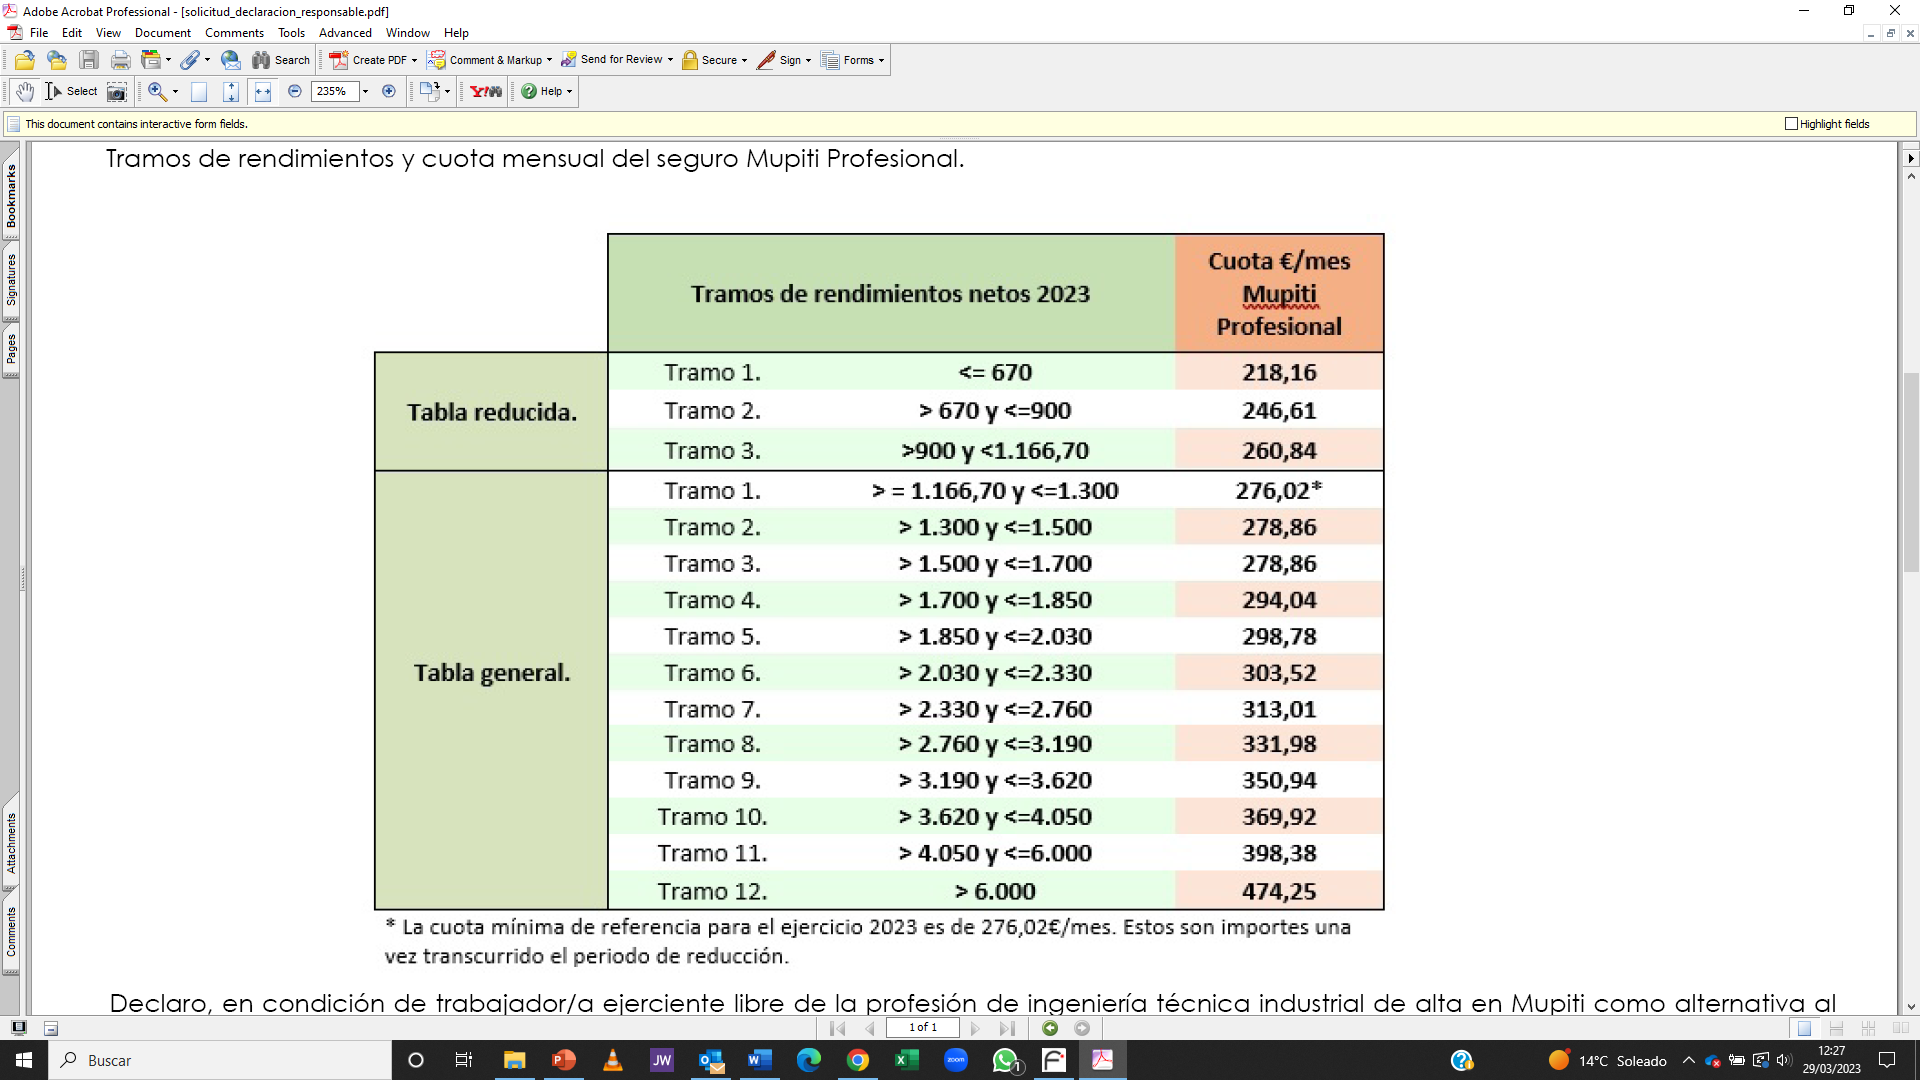 Adobe Acrobat Professional - [solicitud_declaracion_responsable.pdf]
File Edit View Document Comments Tools Advanced Window Help
Search Create PDF Comment & Markup Send for Review Secure Sign Forms
Select 235% Y! Help
This document contains interactive form fields. Highlight fields
Bookmarks
Signatures
Pages
Attachments
Comments
Tramos de rendimientos y cuota mensual del seguro Mupiti Profesional.
Tramos de rendimientos netos 2023
Cuota €/mes
Mupiti
Profesional
Tabla reducida.
Tramo 1. <= 670 218,16
Tramo 2. > 670 y <=900 246,61
Tramo 3. >900 y <1.166,70 260,84
Tabla general.
Tramo 1. > = 1.166,70 y <=1.300 276,02*
Tramo 2. > 1.300 y <=1.500 278,86
Tramo 3. > 1.500 y <=1.700 278,86
Tramo 4. > 1.700 y <=1.850 294,04
Tramo 5. > 1.850 y <=2.030 298,78
Tramo 6. > 2.030 y <=2.330 303,52
Tramo 7. > 2.330 y <=2.760 313,01
Tramo 8. > 2.760 y <=3.190 331,98
Tramo 9. > 3.190 y <=3.620 350,94
Tramo 10. > 3.620 y <=4.050 369,92
Tramo 11. > 4.050 y <=6.000 398,38
Tramo 12. > 6.000 474,25
* La cuota mínima de referencia para el ejercicio 2023 es de 276,02€/mes. Estos son importes una
vez transcurrido el periodo de reducción.
Declaro, en condición de trabajador/a ejerciente libre de la profesión de ingeniería técnica industrial de alta en Mupiti como alternativa al
1 of 1
Buscar
JW
zoom
1
14°C Soleado
12:27
29/03/2023